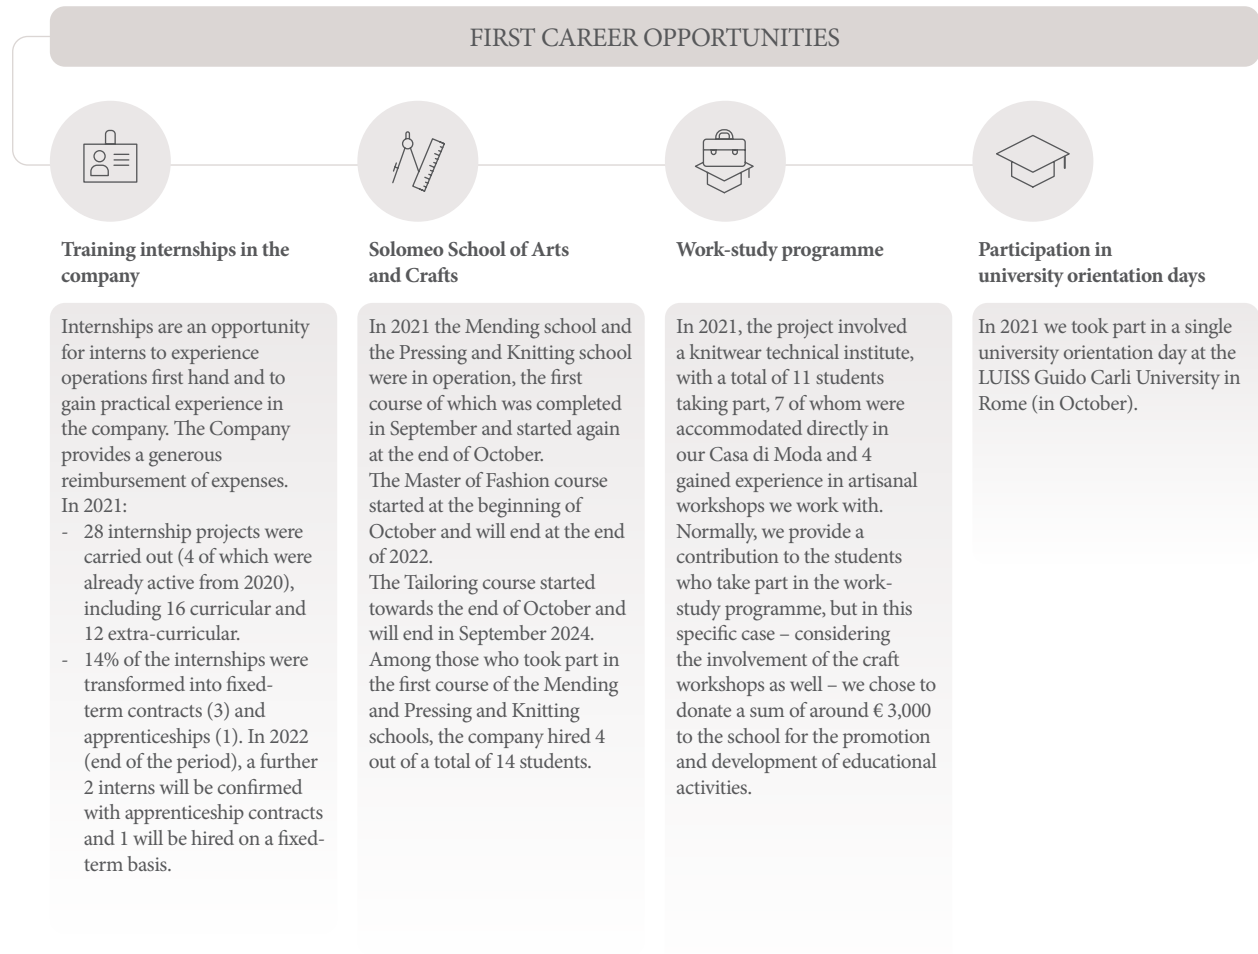 FIRST CAREER OPPORTUNITIES
Training internships in the
company
Internships are an opportunity
for interns to experience
operations first hand and to
gain practical experience in
the company. The Company
provides a generous
reimbursement of expenses.
In 2021:
- 28 internship projects were
carried out (4 of which were
already active from 2020),
including 16 curricular and
12 extra-curricular.
- 14% of the internships were
transformed into fixed-
term contracts (3) and
apprenticeships (1). In 2022
(end of the period), a further
2 interns will be confirmed
with apprenticeship contracts
and 1 will be hired on a fixed-
term basis.
Solomeo School of Arts
and Crafts
In 2021 the Mending school and
the Pressing and Knitting school
were in operation, the first
course of which was completed
in September and started again
at the end of October.
The Master of Fashion course
started at the beginning of
October and will end at the end
of 2022.
The Tailoring course started
towards the end of October and
will end in September 2024.
Among those who took part in
the first course of the Mending
and Pressing and Knitting
schools, the company hired 4
out of a total of 14 students.
Work-study programme
In 2021, the project involved
a knitwear technical institute,
with a total of 11 students
taking part, 7 of whom were
accommodated directly in
our Casa di Moda and 4
gained experience in artisanal
workshops we work with.
Normally, we provide a
contribution to the students
who take part in the work-
study programme, but in this
specific case – considering
the involvement of the craft
workshops as well – we chose to
donate a sum of around € 3,000
to the school for the promotion
and development of educational
activities.
Participation in
university orientation days
In 2021 we took part in a single
university orientation day at the
LUISS Guido Carli University in
Rome (in October).